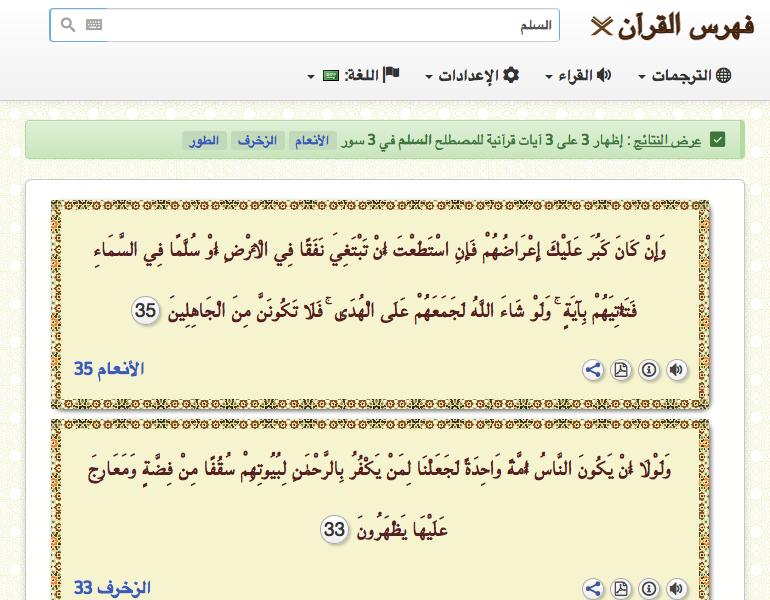 فهرس القرآن
السلم
الترجمات
القراء
الإعدادات
اللغة:
عرض النتائج : إظهار 3 على 3 آيات قرآنية للمصطلح السلم في 3 سور الأنعام الزخرف الطور
وَإِنْ كَانَ كَبُرَ عَلَيْكَ إِعْرَاضُهُمْ فَإِنِ اسْتَطَعْتَ أَنْ تَبْتَغِيَ نَفَقًا فِي الْأَرْضِ أَوْ سُلَّمًا فِي السَّمَاءِ
فَتَأْتِيَهُمْ بِآيَةٍ ۚ وَلَوْ شَاءَ اللَّهُ لَجَمَعَهُمْ عَلَى الْهُدَىٰ ۚ فَلَا تَكُونَنَّ مِنَ الْجَاهِلِينَ 35
الأنعام 35
وَلَوْلَا أَنْ يَكُونَ النَّاسُ أُمَّةً وَاحِدَةً لَجَعَلْنَا لِمَنْ يَكْفُرُ بِالرَّحْمَٰنِ لِبُيُوتِهِمْ سُقُفًا مِنْ فِضَّةٍ وَمَعَارِجَ
عَلَيْهَا يَظْهَرُونَ 33
الزخرف 33